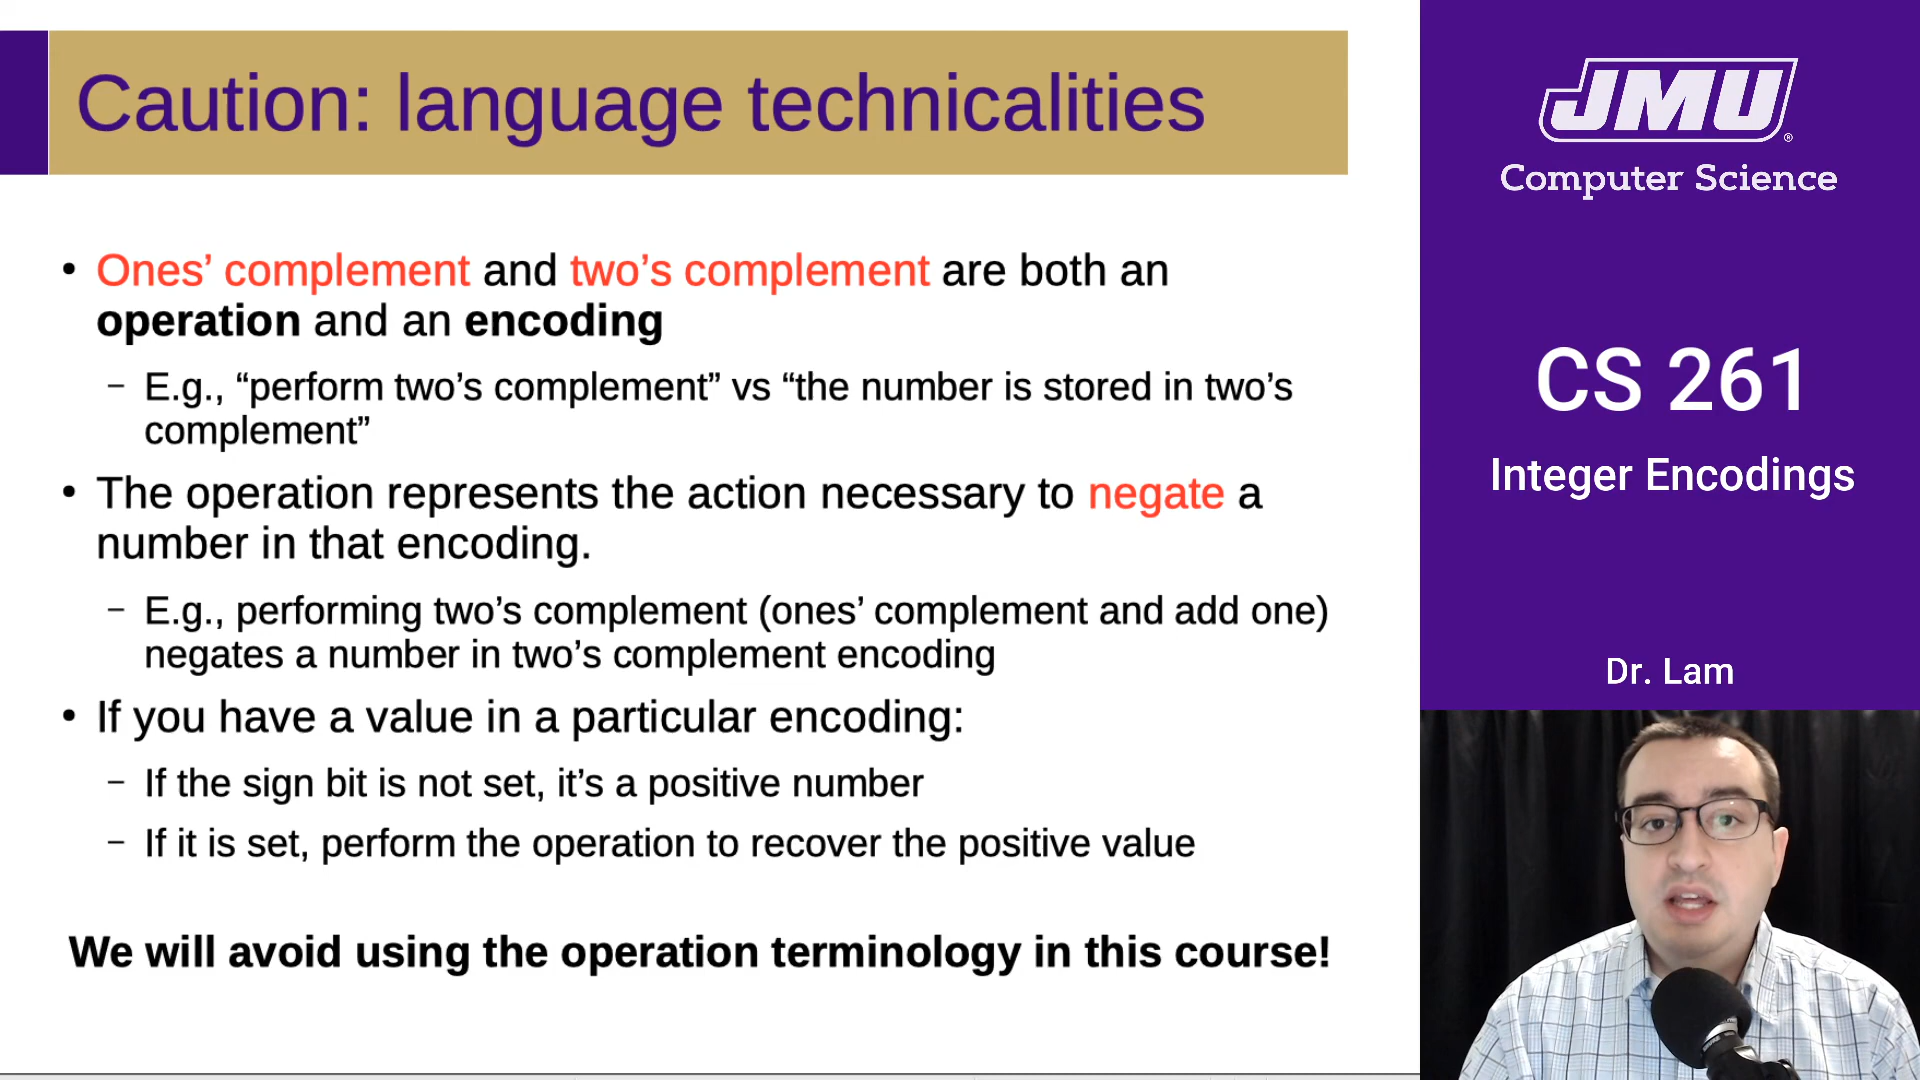 Caution: language technicalities
• Ones’ complement and two’s complement are both an
operation and an encoding
– E.g., “perform two’s complement” vs “the number is stored in two’s
complement”
• The operation represents the action necessary to negate a
number in that encoding.
– E.g., performing two’s complement (ones’ complement and add one)
negates a number in two’s complement encoding
• If you have a value in a particular encoding:
– If the sign bit is not set, it’s a positive number
– If it is set, perform the operation to recover the positive value
We will avoid using the operation terminology in this course!
JMU®
Computer Science
CS 261
Integer Encodings
Dr. Lam